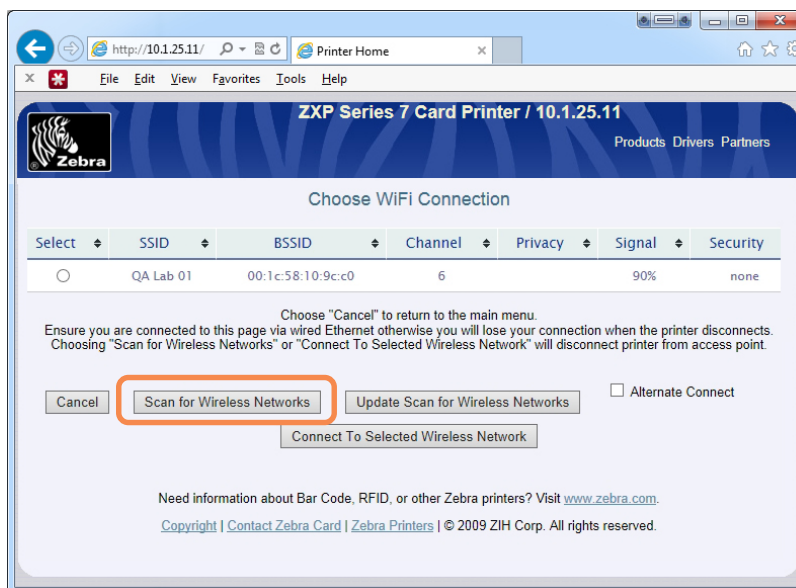 http://10.1.25.11/
Printer Home
File Edit View Favorites Tools Help
ZXP Series 7 Card Printer / 10.1.25.11
Zebra
®
Products Drivers Partners
Choose WiFi Connection
Select SSID BSSID Channel Privacy Signal Security
QA Lab 01 00:1c:58:10:9c:c0 6 90% none
Choose "Cancel" to return to the main menu.
Ensure you are connected to this page via wired Ethernet otherwise you will lose your connection when the printer disconnects.
Choosing "Scan for Wireless Networks" or "Connect To Selected Wireless Network" will disconnect printer from access point.
Cancel Scan for Wireless Networks Update Scan for Wireless Networks Alternate Connect
Connect To Selected Wireless Network
Need information about Bar Code, RFID, or other Zebra printers? Visit www.zebra.com.
Copyright | Contact Zebra Card | Zebra Printers | © 2009 ZIH Corp. All rights reserved.